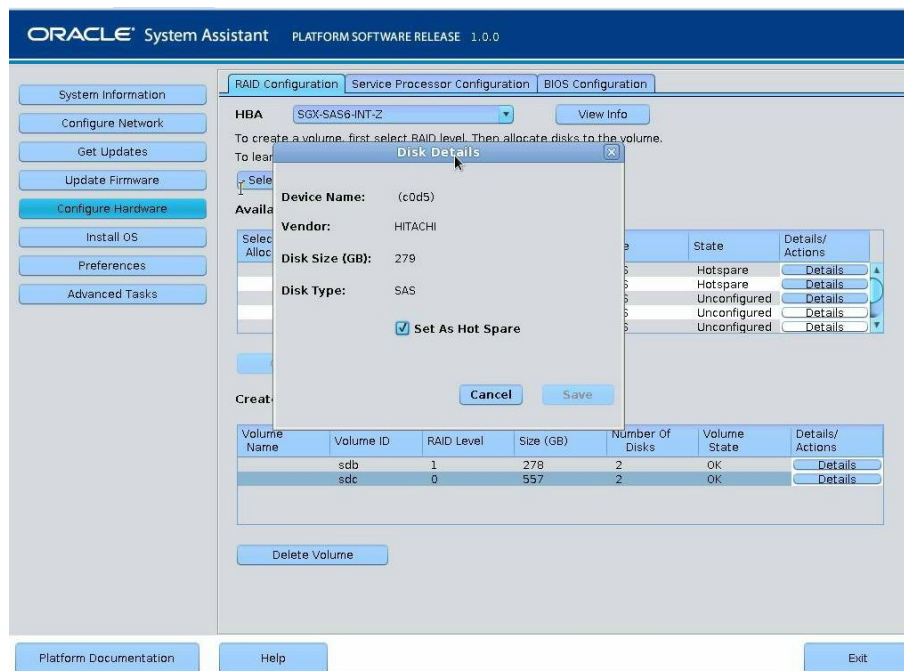 ORACLE System Assistant PLATFORM SOFTWARE RELEASE 1.0.0
System Information
Configure Network
Get Updates
Update Firmware
Configure Hardware
Install OS
Preferences
Advanced Tasks
RAID Configuration Service Processor Configuration BIOS Configuration
HBA SGX-SAS6-INT-Z View Info
To create a volume, first select RAID level. Then allocate disks to the volume.
To
Disk Details
Device Name: (c0d5)
Vendor: HITACHI
Disk Size (GB): 279
Disk Type: SAS
Set As Hot Spare
Cancel Save
State Details/
Actions
Hotspare Details
Hotspare Details
Unconfigured Details
Unconfigured Details
Unconfigured Details
Volume
Name Volume ID RAID Level Size (GB) Number Of
Disks Volume
State Details/
Actions
sdb 1 278 2 OK Details
sdc 0 557 2 OK Details
Delete Volume
Platform Documentation Help Exit